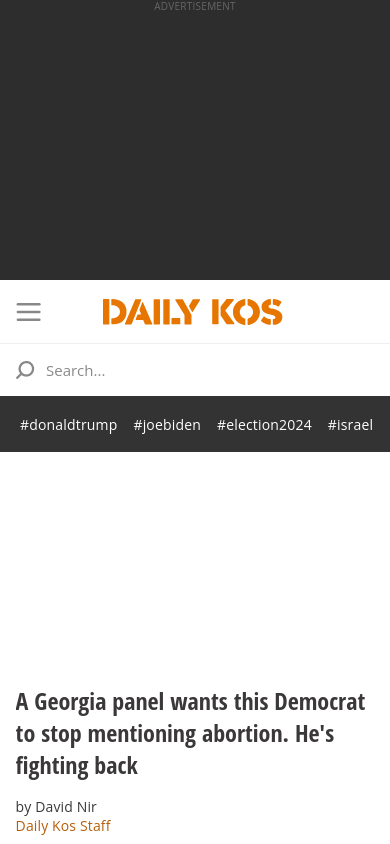 ADVERTISEMENT
DAILY KOS
Search...
#donaldtrump #joebiden #election2024 #israel
A Georgia panel wants this Democrat
to stop mentioning abortion. He's
fighting back
by David Nir
Daily Kos Staff